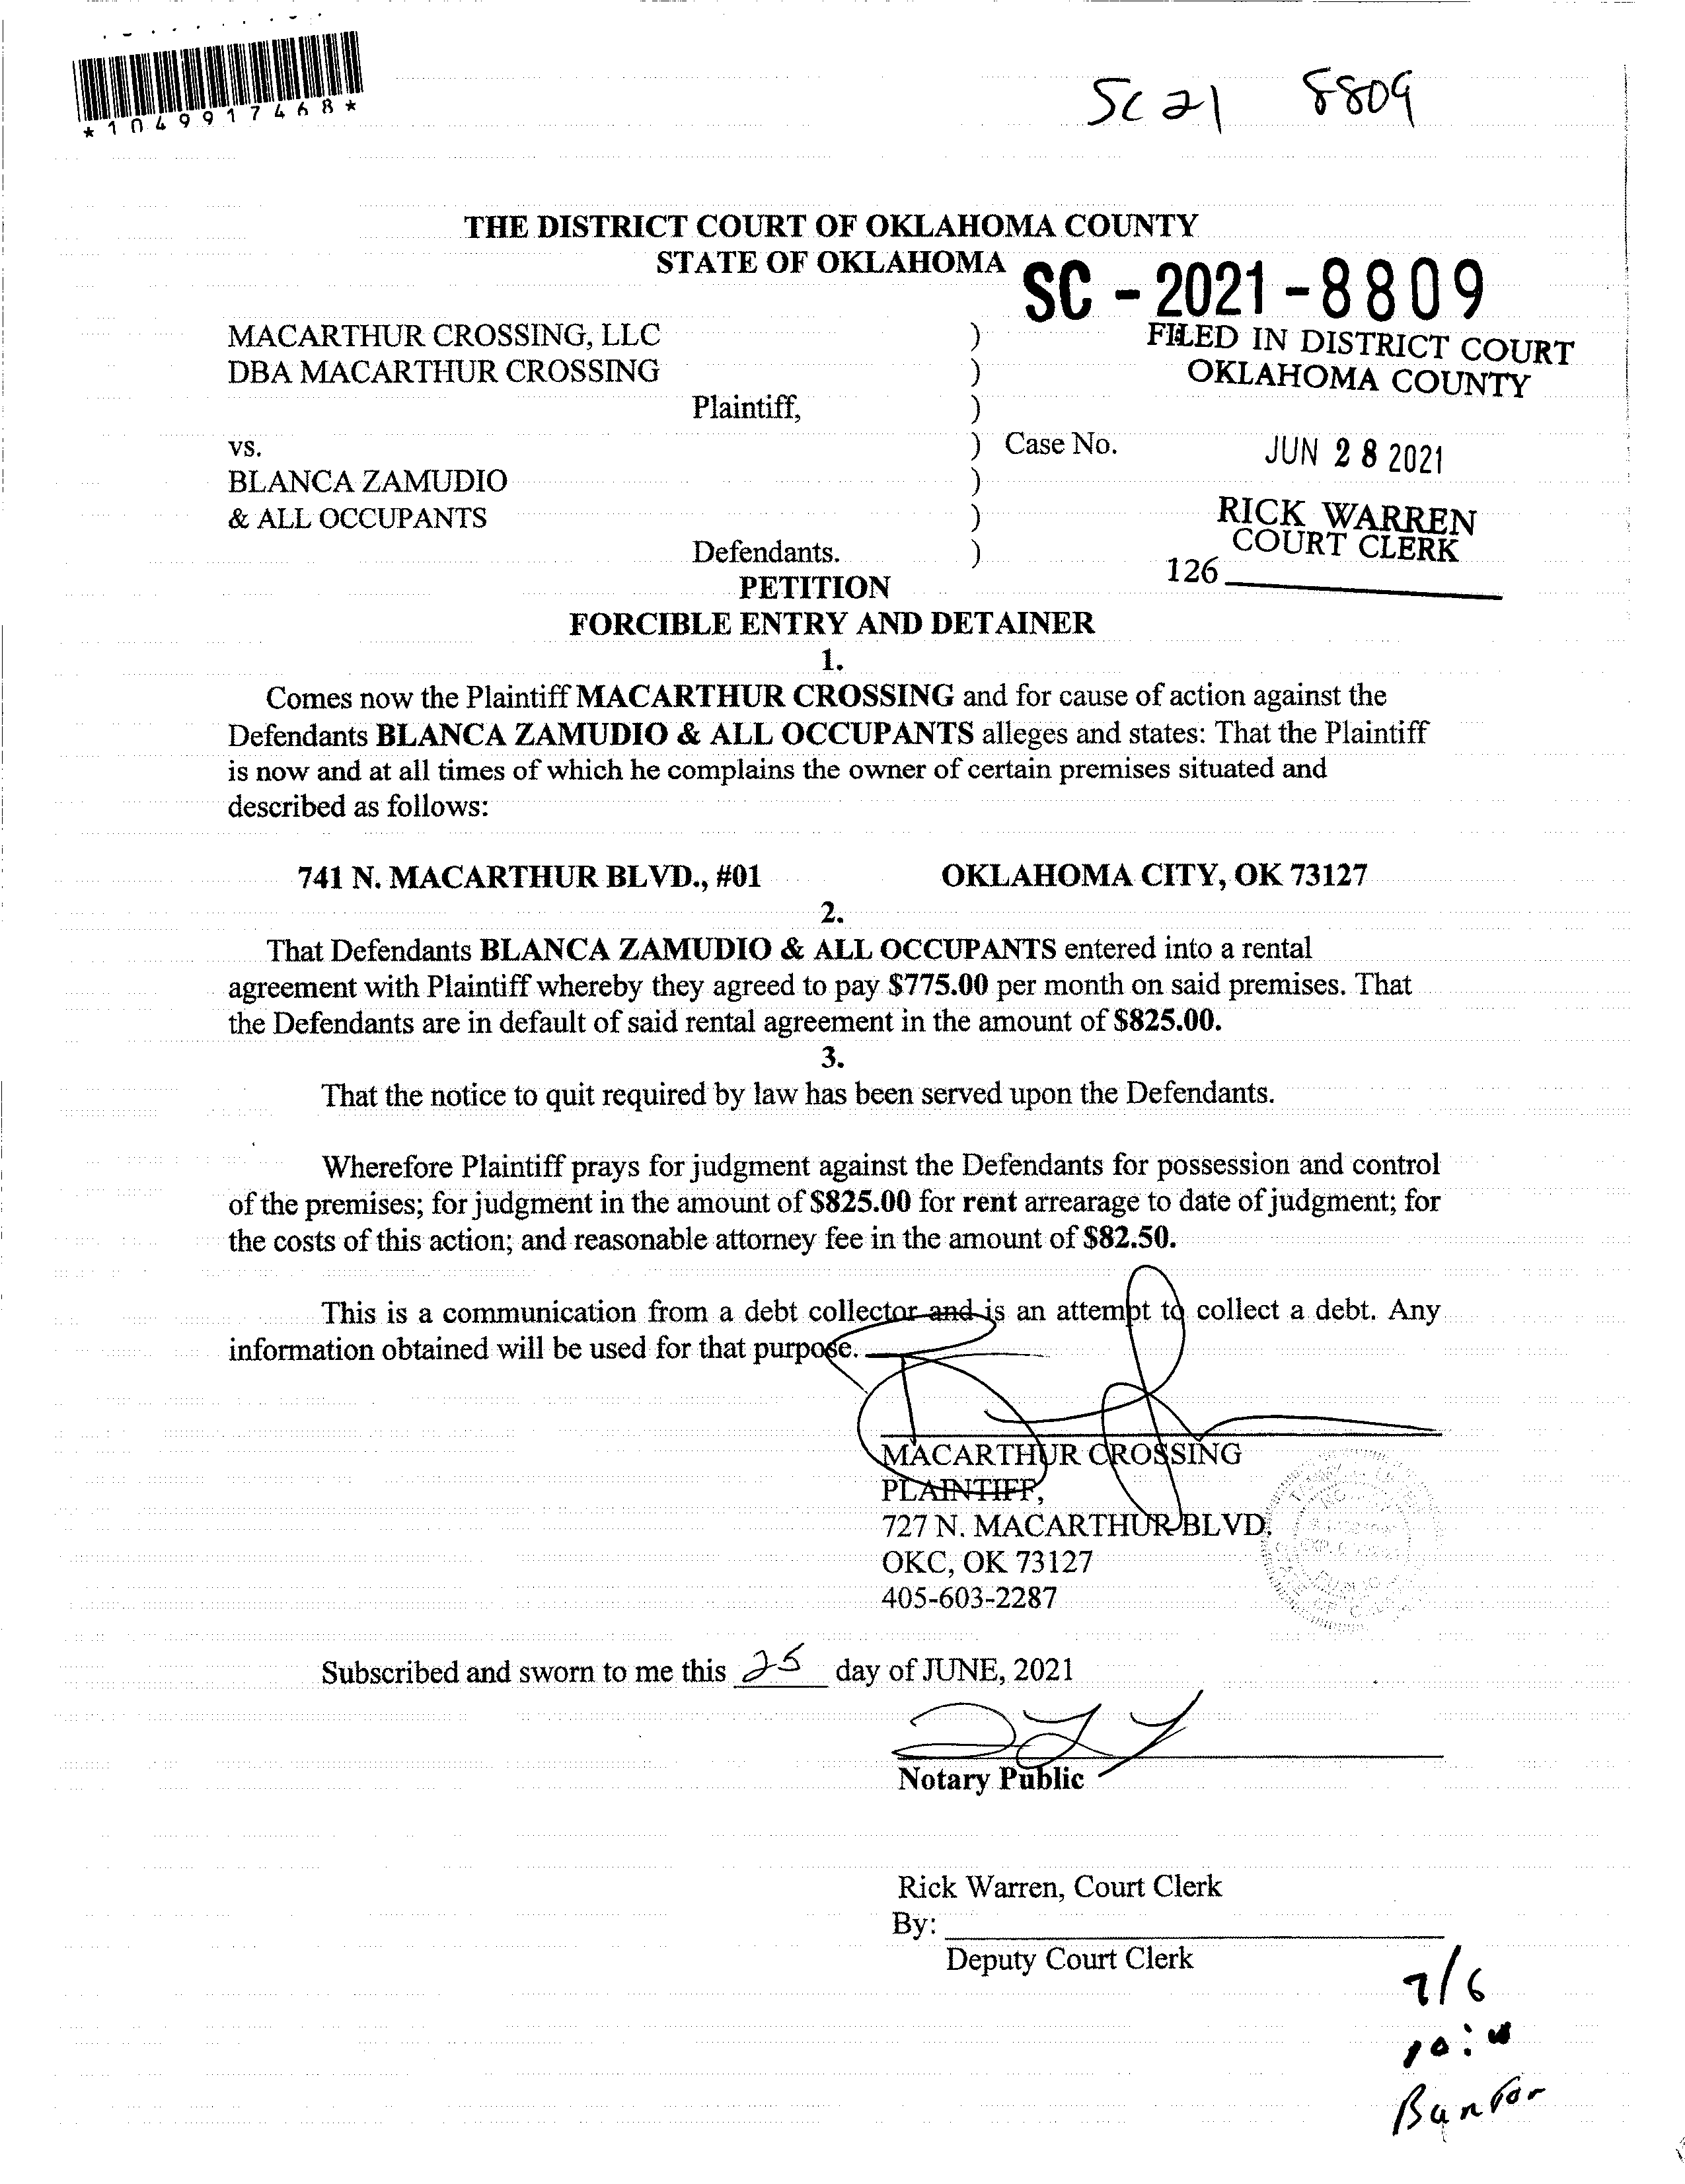 *1049917468*
SC 21 8809
THE DISTRICT COURT OF OKLAHOMA COUNTY
STATE OF OKLAHOMA
SC - 2021 - 8809
MACARTHUR CROSSING, LLC )
FILED IN DISTRICT COURT
DBA MACARTHUR CROSSING )
OKLAHOMA COUNTY
Plaintiff, )
vs. ) Case No.
JUN 28 2021
BLANCA ZAMUDIO )
& ALL OCCUPANTS )
RICK WARREN
COURT CLERK
Defendants. )
126
PETITION
FORCIBLE ENTRY AND DETAINER
1.
Comes now the Plaintiff MACARTHUR CROSSING and for cause of action against the
Defendants BLANCA ZAMUDIO & ALL OCCUPANTS alleges and states: That the Plaintiff
is now and at all times of which he complains the owner of certain premises situated and
described as follows:
741 N. MACARTHUR BLVD., #01 OKLAHOMA CITY, OK 73127
2.
That Defendants BLANCA ZAMUDIO & ALL OCCUPANTS entered into a rental
agreement with Plaintiff whereby they agreed to pay $775.00 per month on said premises. That
the Defendants are in default of said rental agreement in the amount of $825.00.
3.
That the notice to quit required by law has been served upon the Defendants.
Wherefore Plaintiff prays for judgment against the Defendants for possession and control
of the premises; for judgment in the amount of $825.00 for rent arrearage to date of judgment; for
the costs of this action; and reasonable attorney fee in the amount of $82.50.
This is a communication from a debt collector and is an attempt to collect a debt. Any
information obtained will be used for that purpose.
MACARTHUR CROSSING
PLAINTIFF,
727 N. MACARTHUR BLVD.
OKC, OK 73127
405-603-2287
Subscribed and sworn to me this 25 day of JUNE, 2021
Notary Public
Rick Warren, Court Clerk
By:
Deputy Court Clerk
7/6